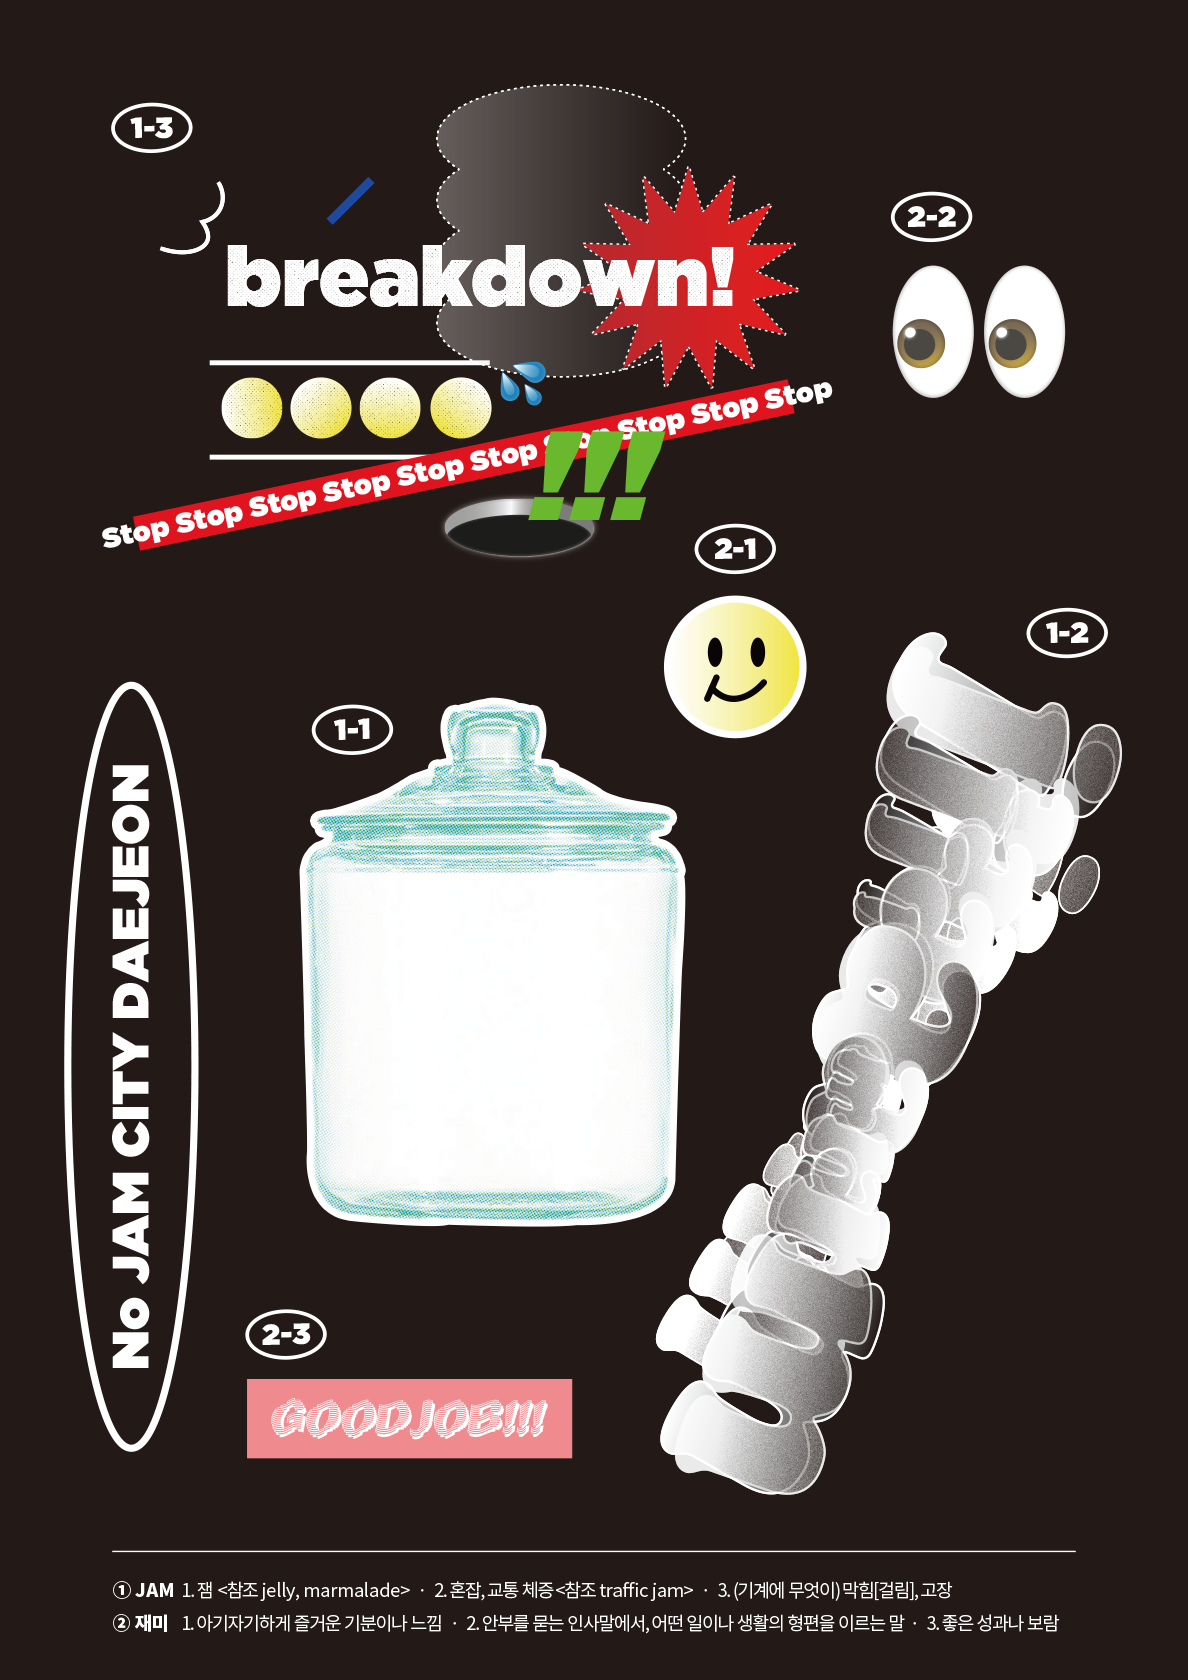 1-3
breakdown!
2-2
Stop Stop Stop Stop Stop Stop Stop Stop Stop Stop
!!!
2-1
1-2
1-1
No JAM CITY DAEJEON
2-3
GOOD JOB!!!
① JAM 1. 잼 <참조 jelly, marmalade> · 2. 혼잡, 교통 체증 <참조 traffic jam> · 3. (기계에 무엇이) 막힘[걸림], 고장
② 재미 1. 아기자기하게 즐거운 기분이나 느낌 · 2. 안부를 묻는 인사말에서, 어떤 일이나 생활의 형편을 이르는 말 · 3. 좋은 성과나 보람